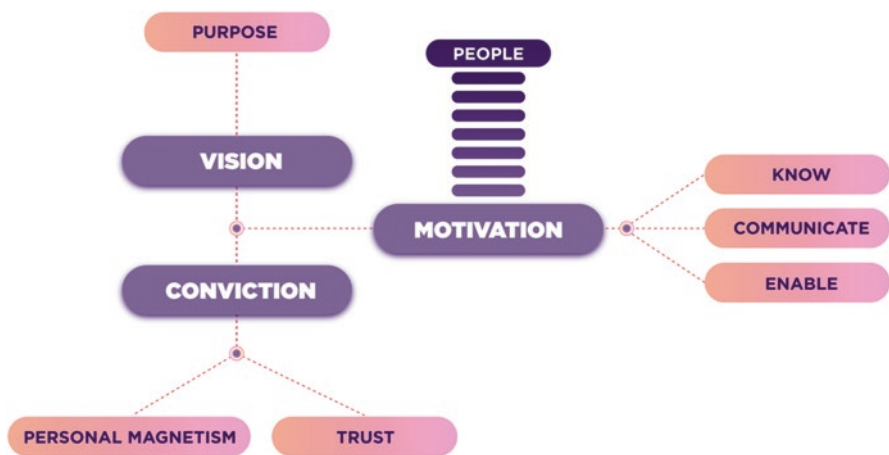 PURPOSE
PEOPLE
VISION
KNOW
MOTIVATION
COMMUNICATE
CONVICTION
ENABLE
PERSONAL MAGNETISM
TRUST